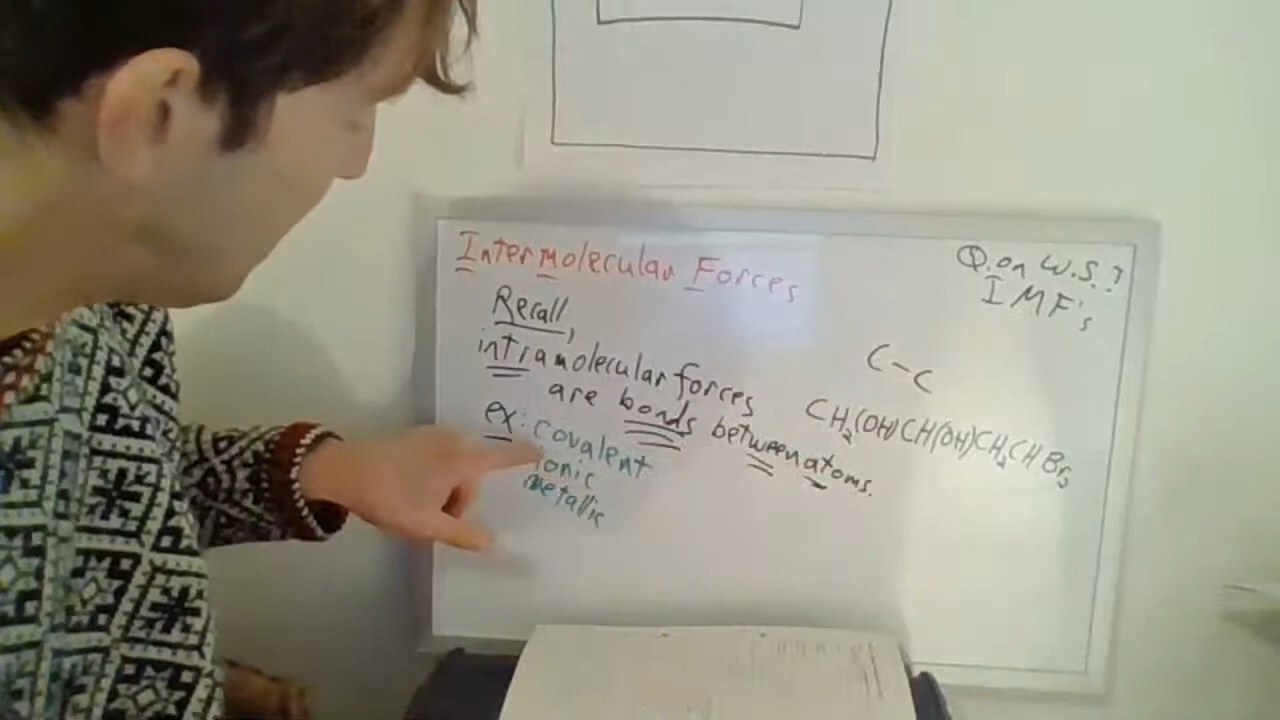 Intermolecular Forces
Q. on W.S.?
IMF's
Recall,
intramolecular forces
are bonds between atoms.
ex: covalent
ionic
metallic
C-C
CH₂(OH)CH(OH)CH₂CHBr₂